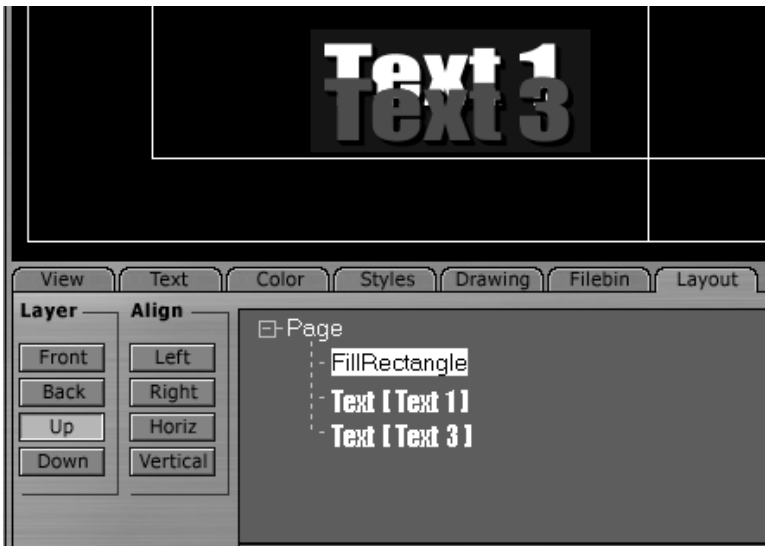 Text 1
Text 3
View Text Color Styles Drawing Filebin Layout
Layer Align
Page
Front Left
FillRectangle
Back Right
Text [ Text 1 ]
Up Horiz
Text [ Text 3 ]
Down Vertical